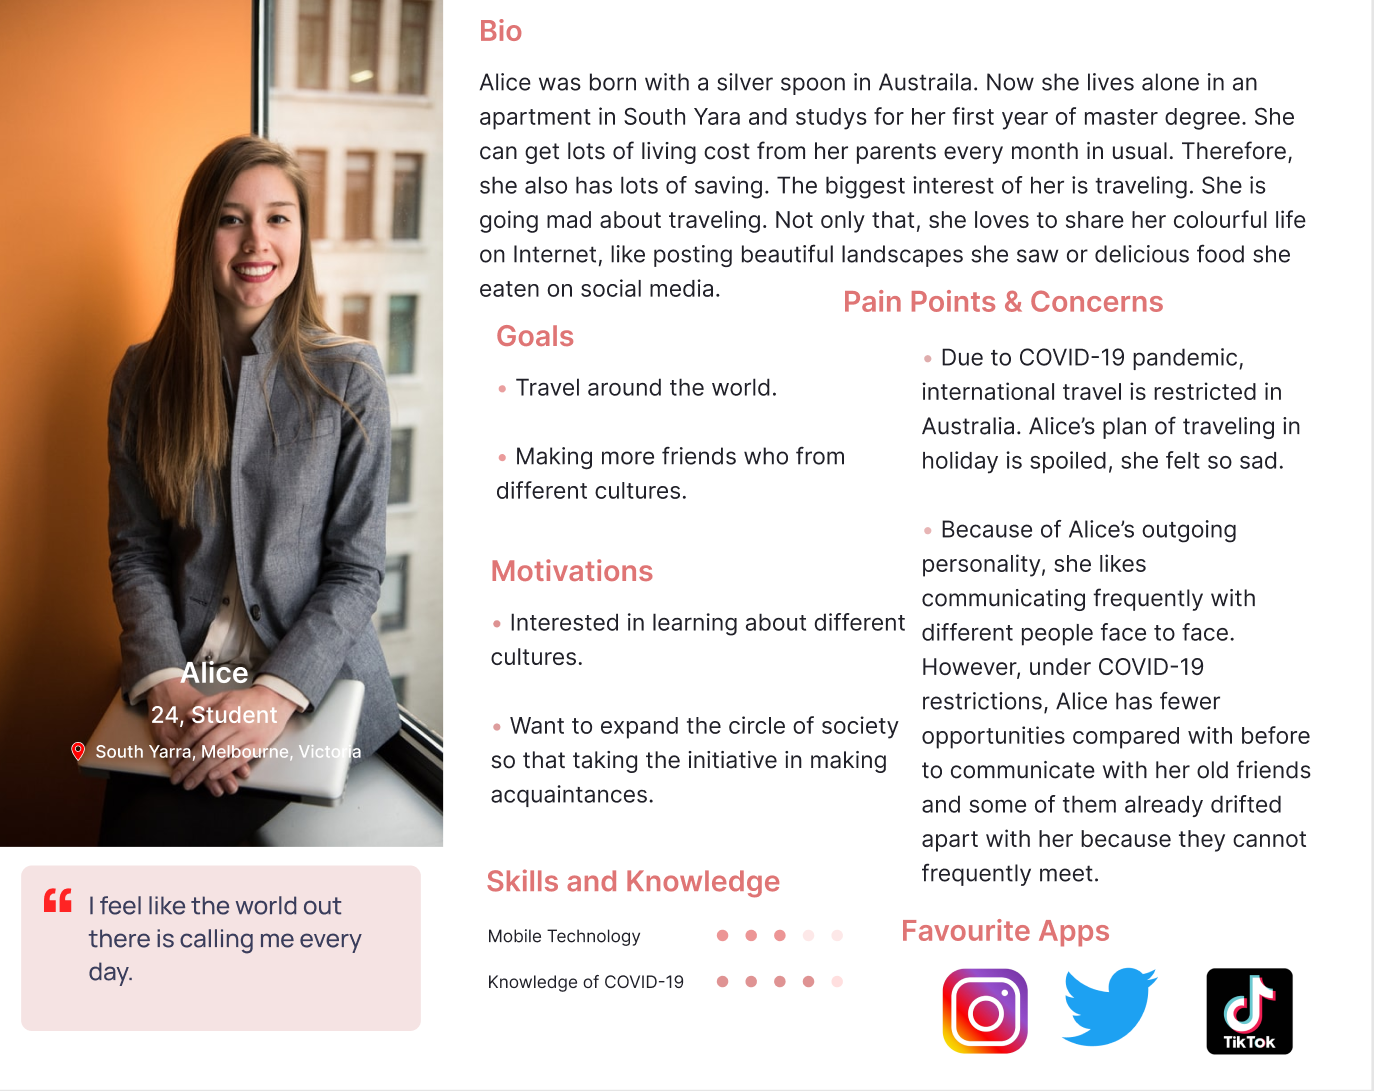 Bio
Alice was born with a silver spoon in Austraila. Now she lives alone in an
apartment in South Yara and studys for her first year of master degree. She
can get lots of living cost from her parents every month in usual. Therefore,
she also has lots of saving. The biggest interest of her is traveling. She is
going mad about traveling. Not only that, she loves to share her colourful life
on Internet, like posting beautiful landscapes she saw or delicious food she
eaten on social media.
Goals
• Travel around the world.
• Making more friends who from
different cultures.
Motivations
• Interested in learning about different
cultures.
• Want to expand the circle of society
so that taking the initiative in making
acquaintances.
Skills and Knowledge
Mobile Technology
Knowledge of COVID-19
Pain Points & Concerns
• Due to COVID-19 pandemic,
international travel is restricted in
Australia. Alice’s plan of traveling in
holiday is spoiled, she felt so sad.
• Because of Alice’s outgoing
personality, she likes
communicating frequently with
different people face to face.
However, under COVID-19
restrictions, Alice has fewer
opportunities compared with before
to communicate with her old friends
and some of them already drifted
apart with her because they cannot
frequently meet.
Favourite Apps
TikTok
Alice
24, Student
South Yarra, Melbourne, Victoria
“ I feel like the world out
there is calling me every
day.